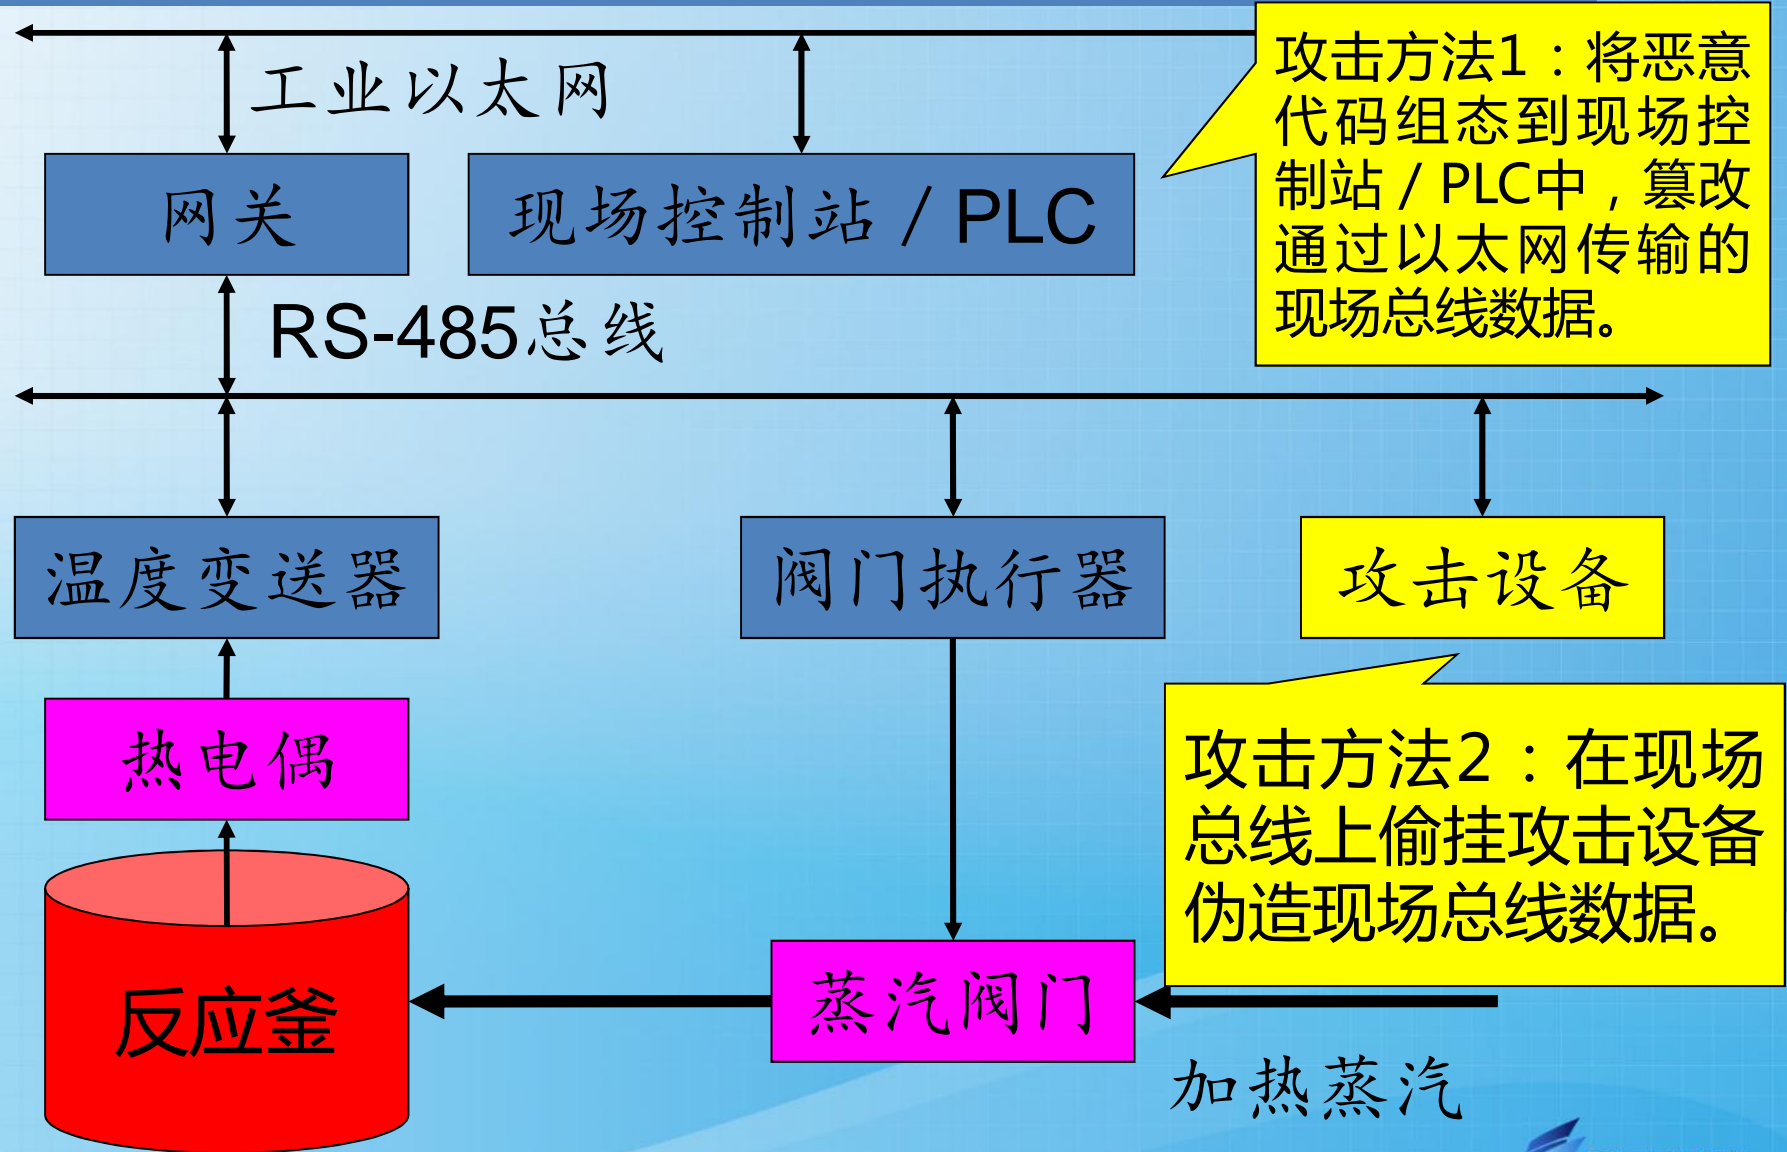 工业以太网
网关
现场控制站／PLC
攻击方法1：将恶意
代码组态到现场控
制站／PLC中，篡改
通过以太网传输的
现场总线数据。
RS-485总线
温度变送器
阀门执行器
攻击设备
热电偶
攻击方法2：在现场
总线上偷挂攻击设备
伪造现场总线数据。
反应釜
蒸汽阀门
加热蒸汽